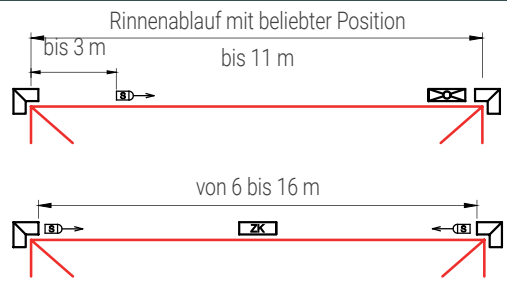 Rinnenablauf mit beliebter Position
bis 3 m
bis 11 m
S
von 6 bis 16 m
S
ZK
S